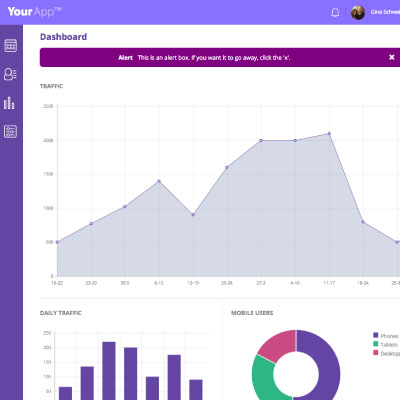 YourApp™
Gina Schwei
Dashboard
Alert This is an alert box. If you want it to go away, click the 'x'. ×
TRAFFIC
2500
2000
1500
1000
500
0
16-22 23-29 30-5 6-12 13-19 20-26 27-3 4-10 11-17 18-24 25-3
DAILY TRAFFIC
MOBILE USERS
250
200
150
100
50
Phones
Tablets
Desktop